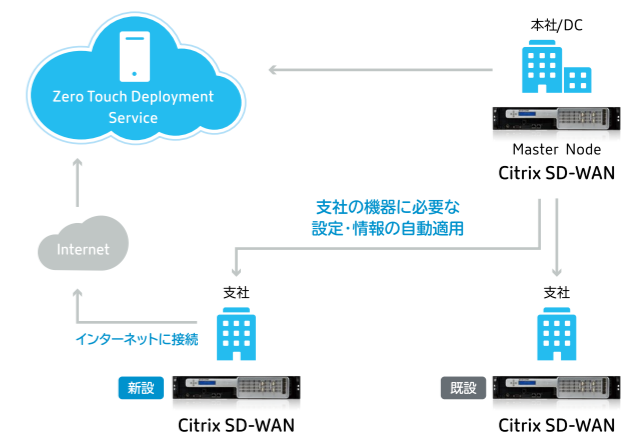 本社/DC
Zero Touch Deployment
Service
Master Node
Citrix SD-WAN
支社の機器に必要な
設定・情報の自動適用
Internet
支社
支社
インターネットに接続
新設
既設
Citrix SD-WAN
Citrix SD-WAN